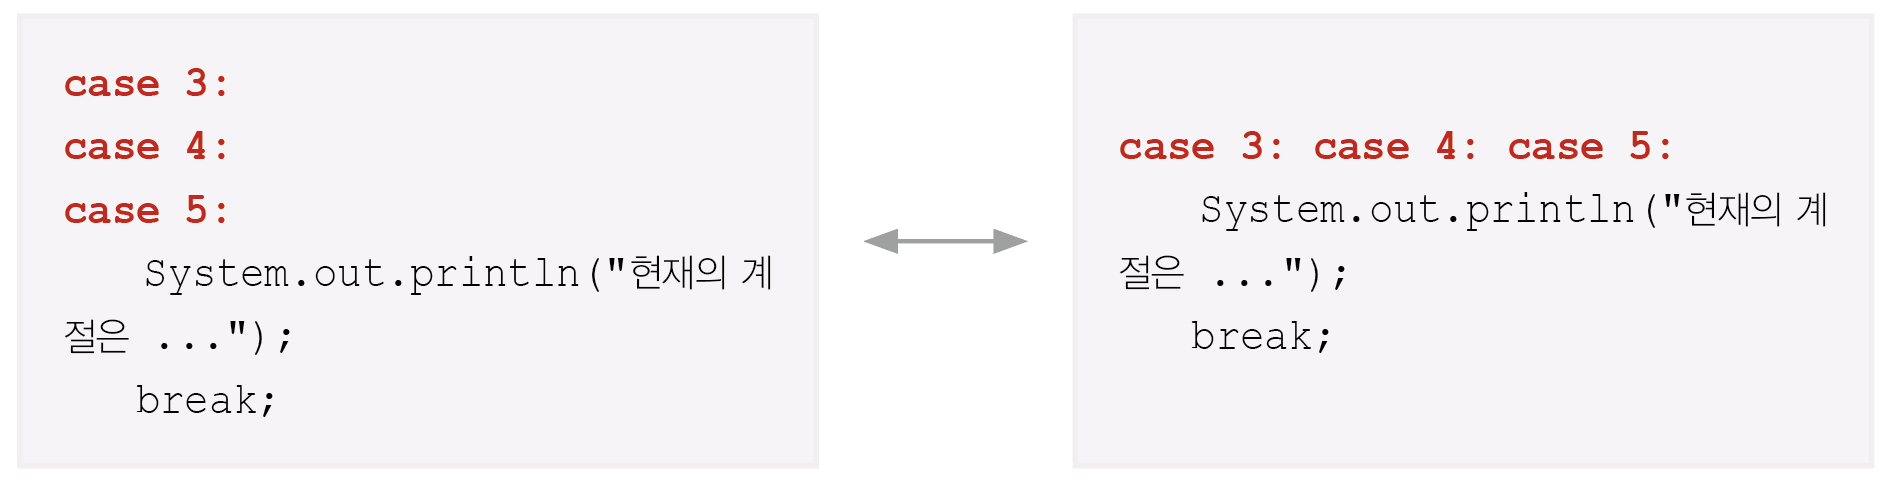 case 3:
case 4:
case 5:
System.out.println("현재의 계
절은 ...");
break;
case 3: case 4: case 5:
System.out.println("현재의 계
절은 ...");
break;